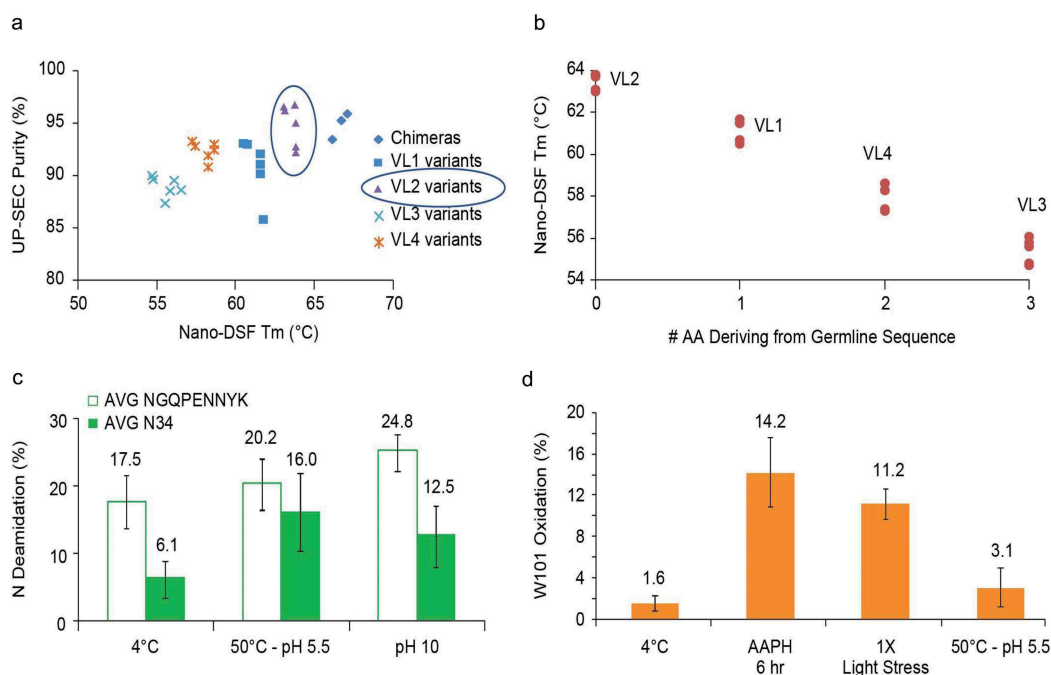 a
UP-SEC Purity (%)
100
95
90
85
80
50
55
60
65
70
Nano-DSF Tm (°C)
Chimeras
VL1 variants
VL2 variants
VL3 variants
VL4 variants
b
Nano-DSF Tm (°C)
64
62
60
58
56
54
VL2
VL1
VL4
VL3
0
1
2
3
# AA Deriving from Germline Sequence
c
AVG NGQPENNYK
AVG N34
N Deamidation (%)
30
20
10
0
17.5
6.1
20.2
16.0
24.8
12.5
4°C
50°C - pH 5.5
pH 10
d
W101 Oxidation (%)
20
16
12
8
4
0
1.6
14.2
11.2
3.1
4°C
AAPH
6 hr
1X
Light Stress
50°C - pH 5.5